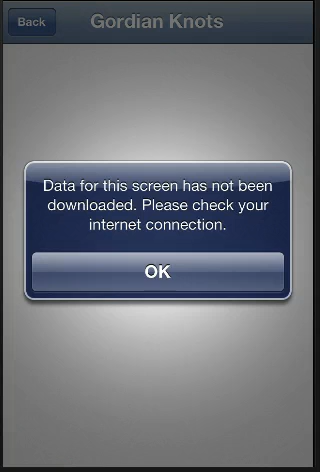 Back
Gordian Knots
Data for this screen has not been
downloaded. Please check your
internet connection.
OK